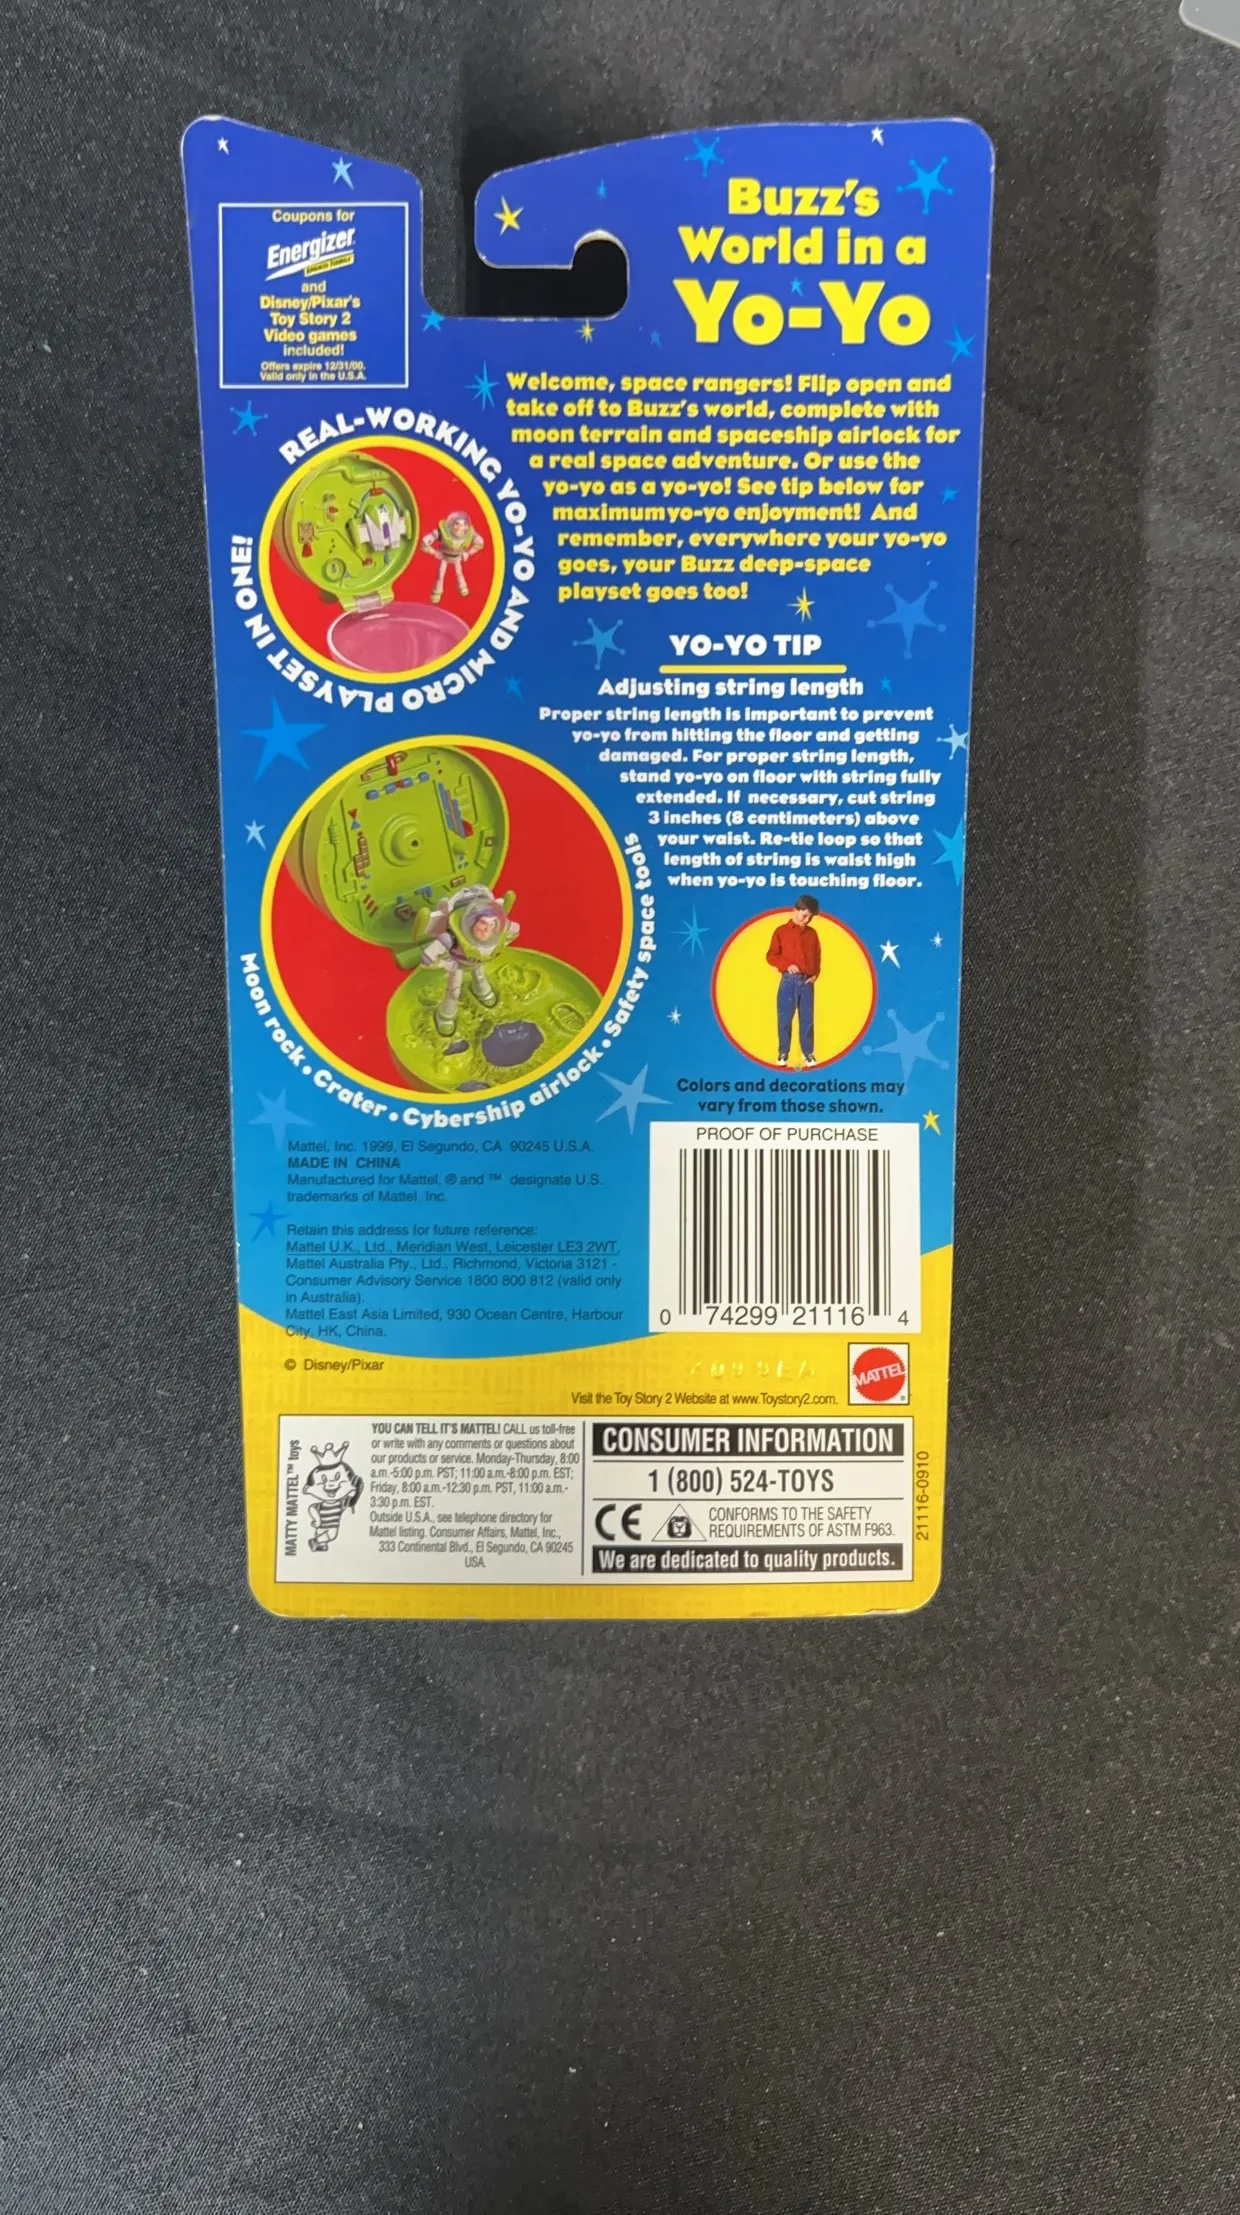 Coupons for
Energizer
and
Disney/Pixar's
Toy Story 2
Video games
included!
Offers expire 12/31/00.
Valid only in the U.S.A.
Buzz's
World in a
Yo-Yo
Welcome, space rangers! Flip open and
take off to Buzz's world, complete with
moon terrain and spaceship airlock for
a real space adventure. Or use the
yo-yo as a yo-yo! See tip below for
maximum yo-yo enjoyment! And
remember, everywhere your yo-yo
goes, your Buzz deep-space
playset goes too!
REAL-WORKING YO-YO AND MICRO PLAYSET IN ONE!
YO-YO TIP
Adjusting string length
Proper string length is important to prevent
yo-yo from hitting the floor and getting
damaged. For proper string length,
stand yo-yo on floor with string fully
extended. If necessary, cut string
3 inches (8 centimeters) above
your waist. Re-tie loop so that
length of string is waist high
when yo-yo is touching floor.
Moon rock • Crater • Cybership airlock • Safety space tools
Colors and decorations may
vary from those shown.
Mattel, Inc. 1999, El Segundo, CA 90245 U.S.A.
MADE IN CHINA
Manufactured for Mattel. ® and ™ designate U.S.
trademarks of Mattel, Inc.
Retain this address for future reference:
Mattel U.K., Ltd., Meridian West, Leicester LE3 2WT.
Mattel Australia Pty., Ltd., Richmond, Victoria 3121 -
Consumer Advisory Service 1800 800 812 (valid only
in Australia).
Mattel East Asia Limited, 930 Ocean Centre, Harbour
City, HK, China.
© Disney/Pixar
PROOF OF PURCHASE
0 74299 21116 4
MATTEL
Visit the Toy Story 2 Website at www.Toystory2.com.
MATTY MATTEL™ toys
YOU CAN TELL IT'S MATTEL! CALL us toll-free
or write with any comments or questions about
our products or service. Monday-Thursday, 8:00
a.m.-5:00 p.m. PST; 11:00 a.m.-8:00 p.m. EST;
Friday, 8:00 a.m.-12:30 p.m. PST, 11:00 a.m.-
3:30 p.m. EST.
Outside U.S.A., see telephone directory for
Mattel listing. Consumer Affairs, Mattel, Inc.,
333 Continental Blvd., El Segundo, CA 90245
USA.
CONSUMER INFORMATION
1 (800) 524-TOYS
CE
CONFORMS TO THE SAFETY
REQUIREMENTS OF ASTM F963.
We are dedicated to quality products.
21116-0910